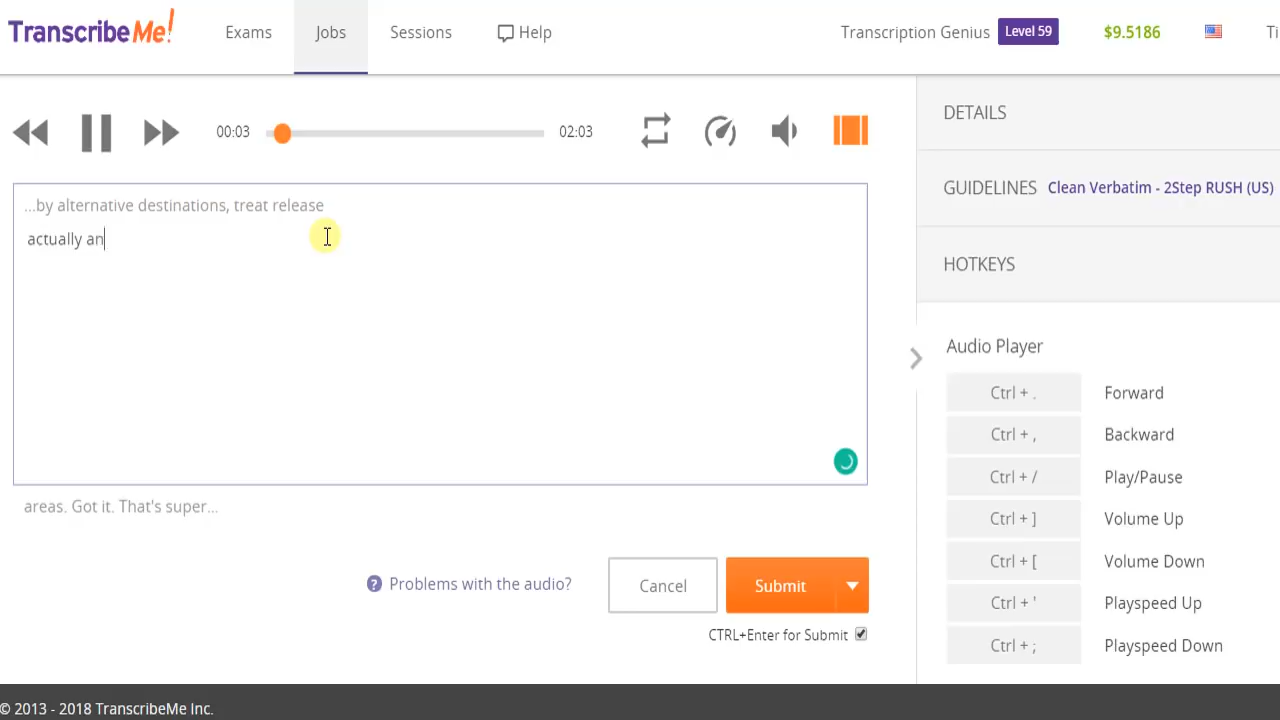 TranscribeMe!
Exams
Jobs
Sessions
Help
Transcription Genius
Level 59
$9.5186
Ti
00:03
02:03
...by alternative destinations, treat release
actually an
areas. Got it. That's super...
? Problems with the audio?
Cancel
Submit
CTRL+Enter for Submit
DETAILS
GUIDELINES Clean Verbatim - 2Step RUSH (US)
HOTKEYS
Audio Player
Ctrl + . Forward
Ctrl + , Backward
Ctrl + / Play/Pause
Ctrl + ] Volume Up
Ctrl + [ Volume Down
Ctrl + ' Playspeed Up
Ctrl + ; Playspeed Down
© 2013 - 2018 TranscribeMe Inc.